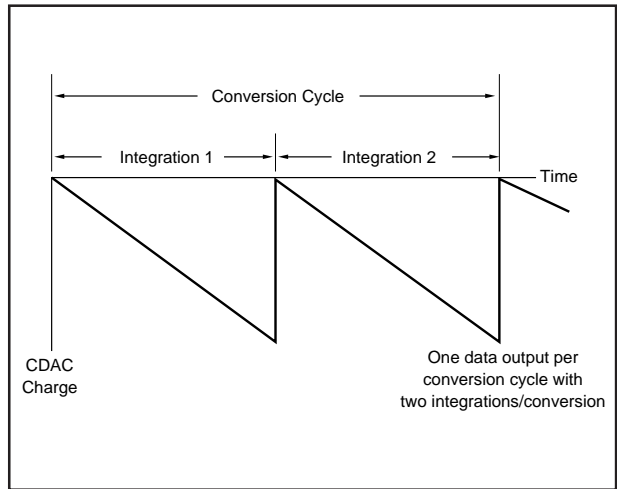 Conversion Cycle
Integration 1
Integration 2
Time
CDAC
Charge
One data output per
conversion cycle with
two integrations/conversion